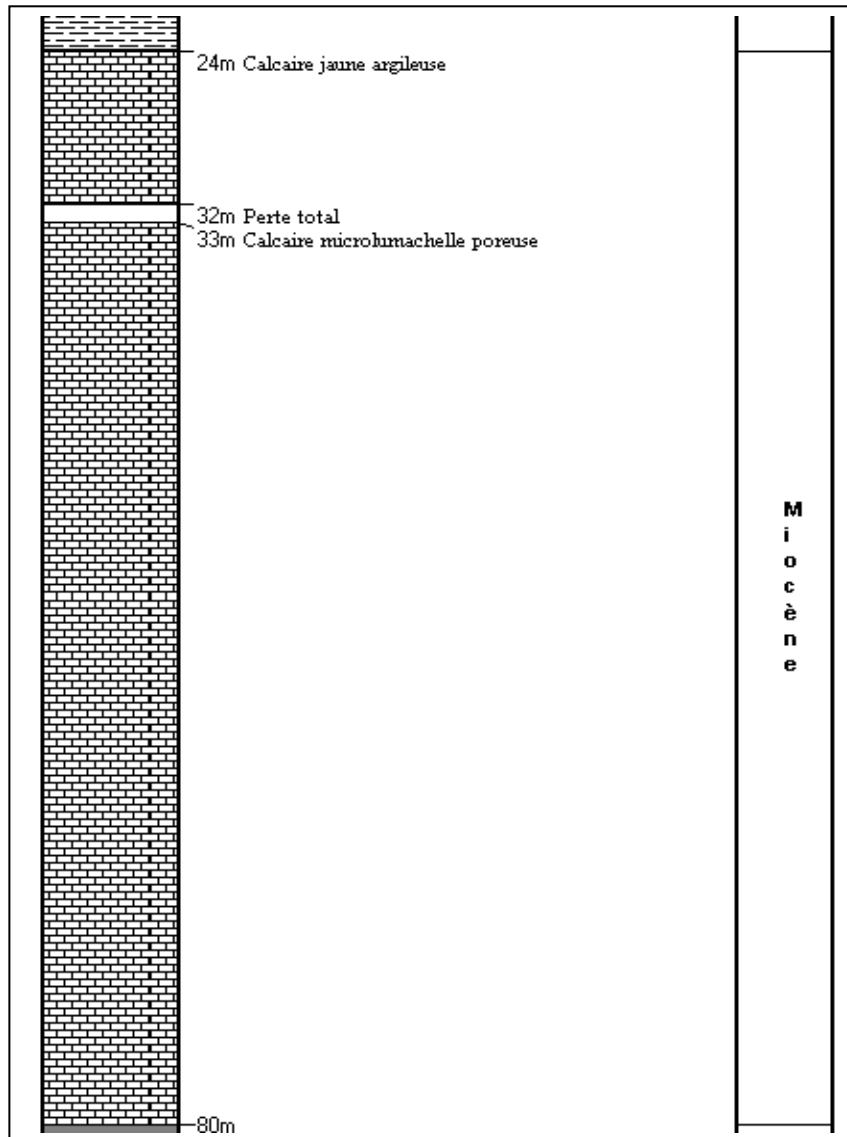 24m Calcaire jaune argileuse
32m Perte total
33m Calcaire microlumachelle poreuse
M
i
o
c
è
n
e
80m